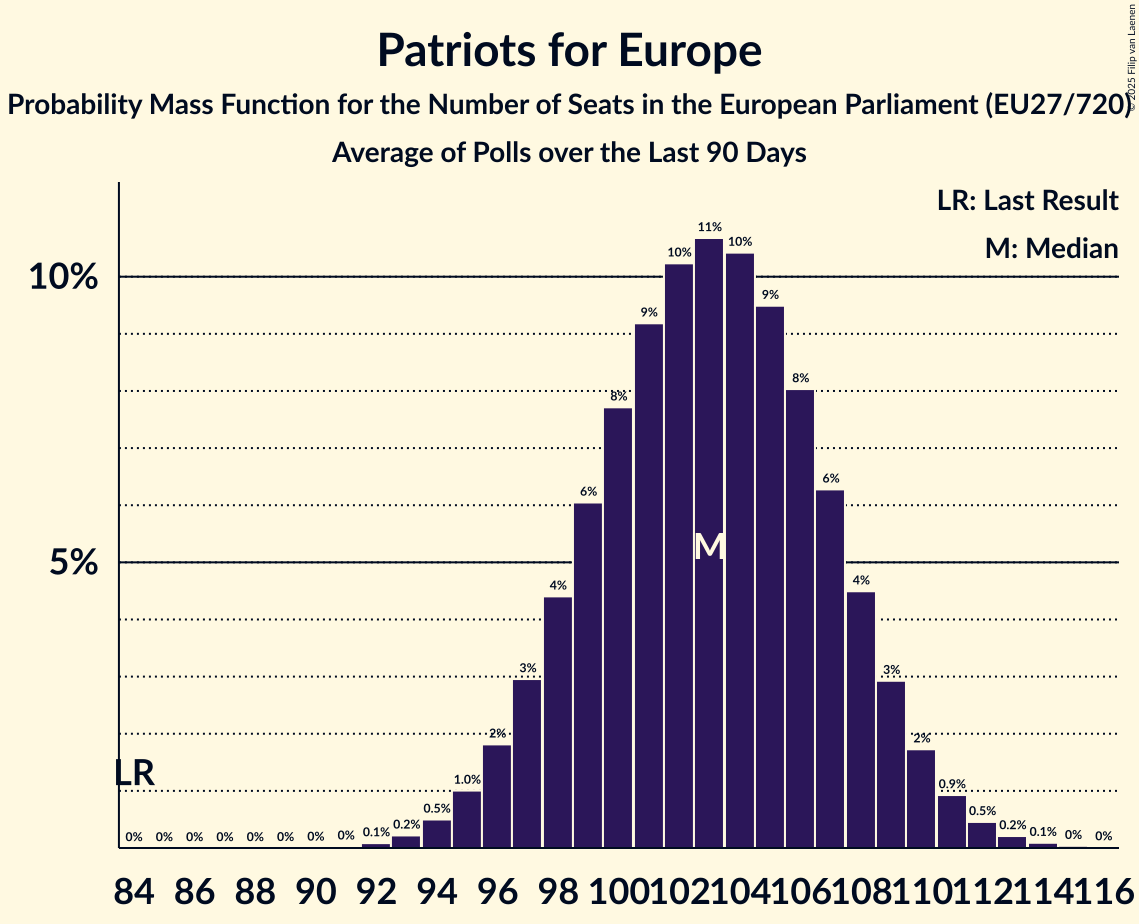 Patriots for Europe
Probability Mass Function for the Number of Seats in the European Parliament (EU27/720)
Average of Polls over the Last 90 Days
© 2025 Filip van Laenen
LR: Last Result
M: Median
10%
5%
0% 0% 0% 0% 0% 0% 0% 0% 0.1% 0.2% 0.5% 1.0% 2% 3% 4% 6% 8% 9% 10% 11% 10% 9% 8% 6% 4% 3% 2% 0.9% 0.5% 0.2% 0.1% 0% 0%
M
LR
84 86 88 90 92 94 96 98 100 102 104 106 108 110 112 114 116